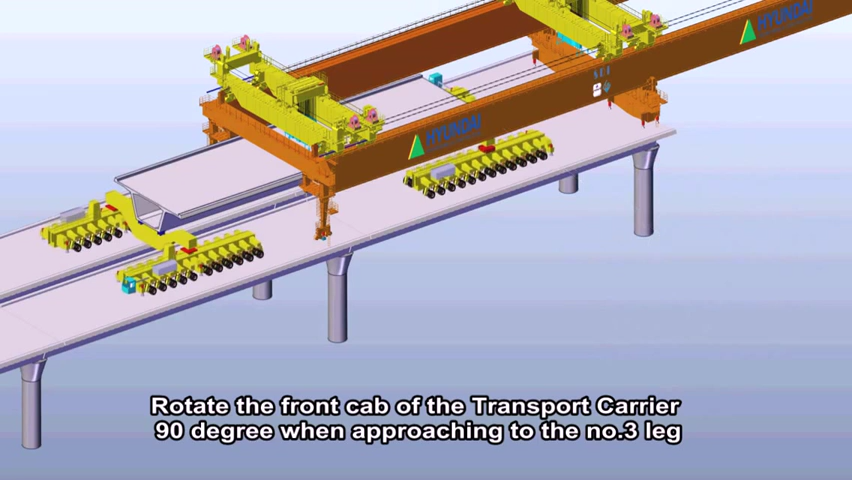 HYUNDAI
HYUNDAI
Rotate the front cab of the Transport Carrier
90 degree when approaching to the no.3 leg